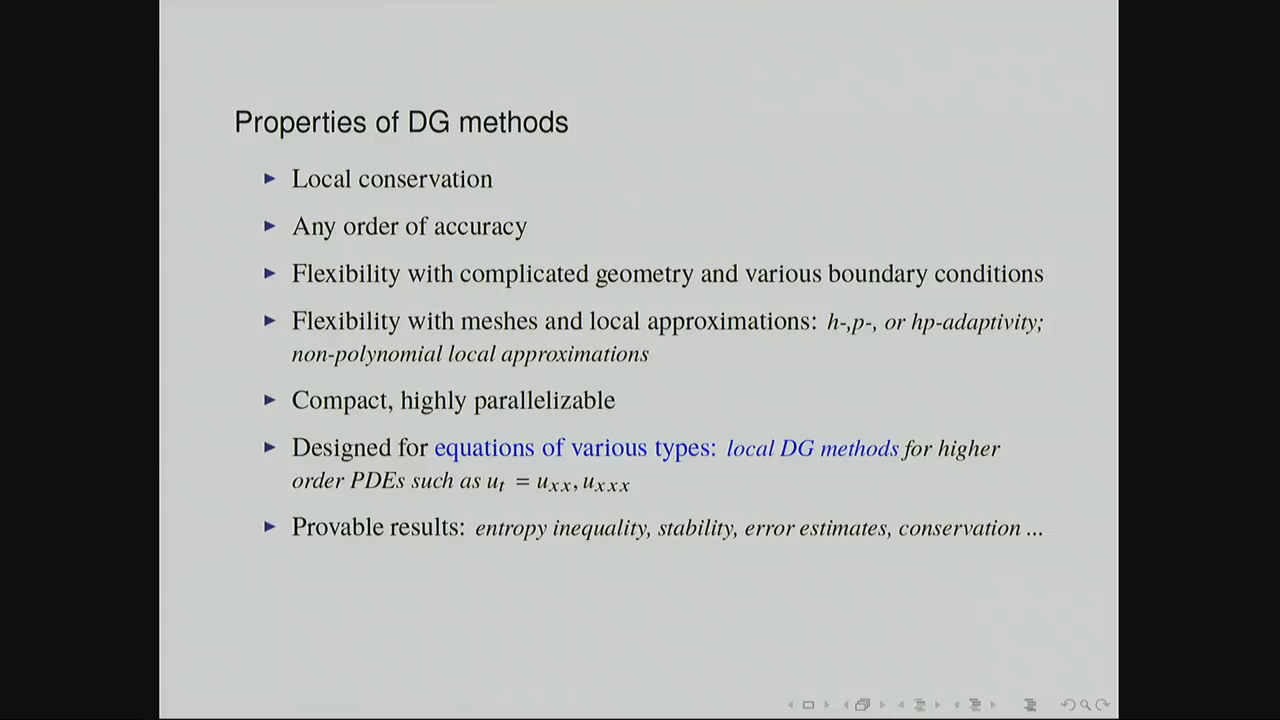 Properties of DG methods
Local conservation
Any order of accuracy
Flexibility with complicated geometry and various boundary conditions
Flexibility with meshes and local approximations: h-,p-, or hp-adaptivity;
non-polynomial local approximations
Compact, highly parallelizable
Designed for equations of various types: local DG methods for higher
order PDEs such as uₜ = uₓₓ, uₓₓₓ
Provable results: entropy inequality, stability, error estimates, conservation ...